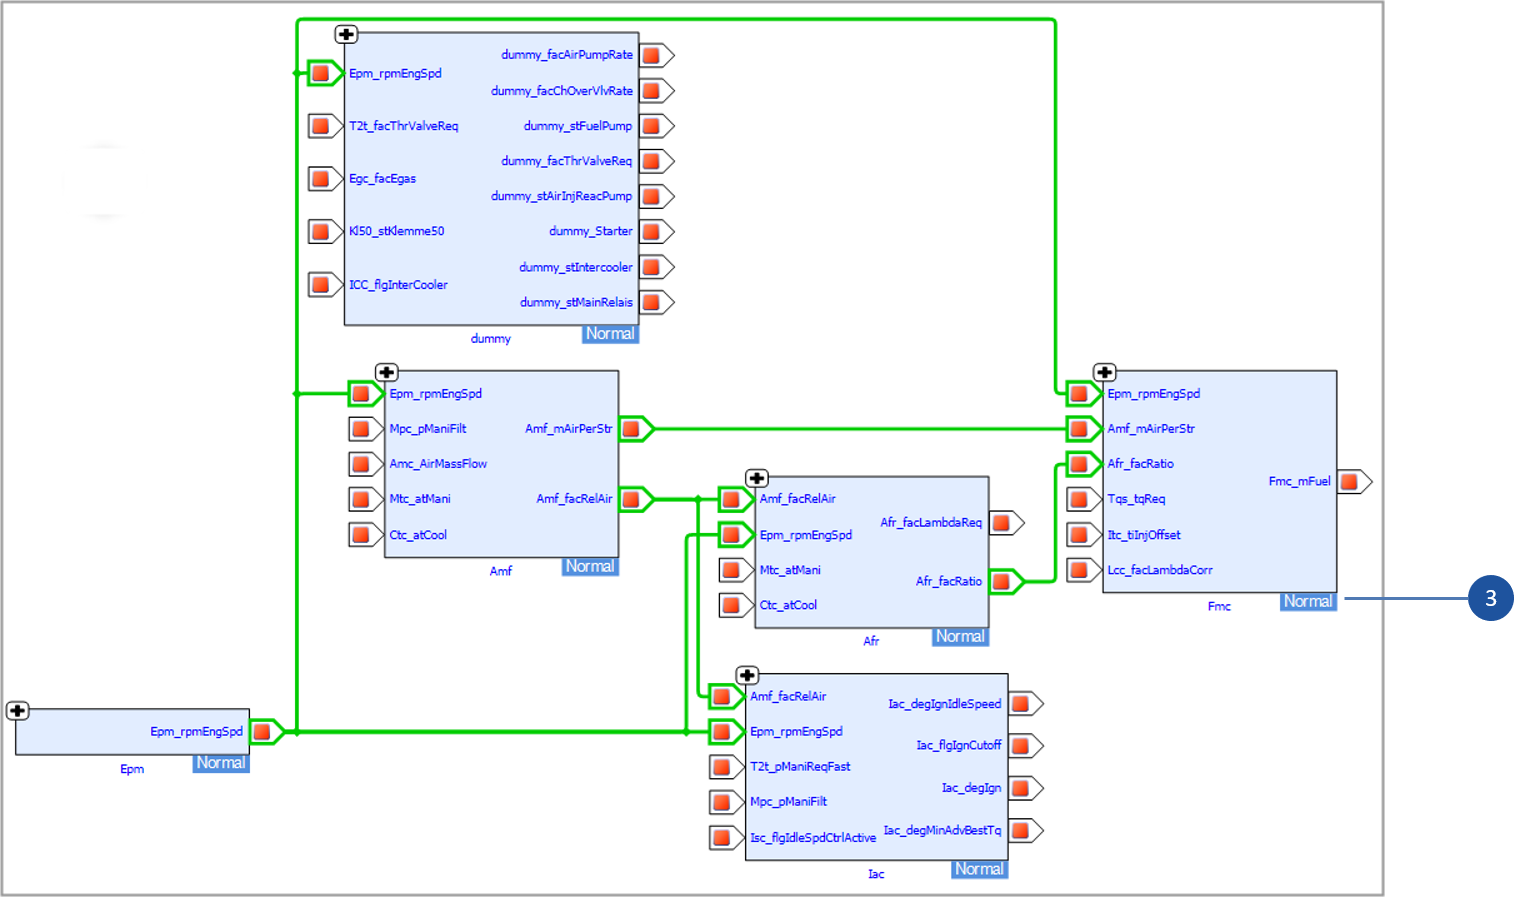 Epm_rpmEngSpd
T2t_facThrValveReq
Egc_facEgas
Kl50_stKlemme50
ICC_flgInterCooler
dummy_facAirPumpRate
dummy_facChOverVlvRate
dummy_stFuelPump
dummy_facThrValveReq
dummy_stAirInjReacPump
dummy_Starter
dummy_stIntercooler
dummy_stMainRelais
Normal
dummy
Epm_rpmEngSpd
Mpc_pManiFilt
Amc_AirMassFlow
Mtc_atMani
Ctc_atCool
Amf_mAirPerStr
Amf_facRelAir
Normal
Amf
Amf_facRelAir
Epm_rpmEngSpd
Mtc_atMani
Ctc_atCool
Afr_facLambdaReq
Afr_facRatio
Normal
Afr
Epm_rpmEngSpd
Amf_mAirPerStr
Afr_facRatio
Tqs_tqReq
Itc_tiInjOffset
Lcc_facLambdaCorr
Fmc_mFuel
Normal
Fmc
3
Epm_rpmEngSpd
Normal
Epm
Amf_facRelAir
Epm_rpmEngSpd
T2t_pManiReqFast
Mpc_pManiFilt
Isc_flgIdleSpdCtrlActive
Iac_degIgnIdleSpeed
Iac_flgIgnCutoff
Iac_degIgn
Iac_degMinAdvBestTq
Normal
Iac